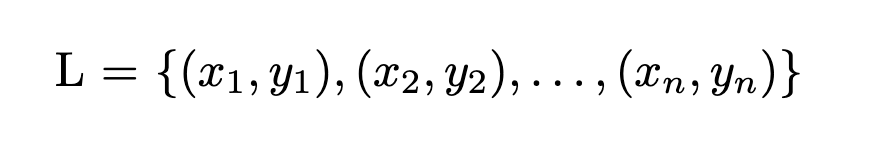 L = {(x₁, y₁), (x₂, y₂), . . . , (xₙ, yₙ)}